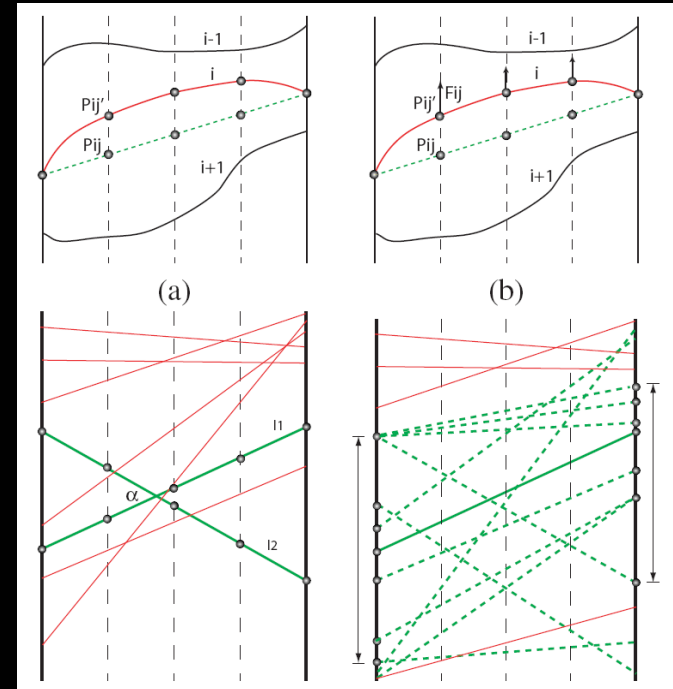 i-1
i
Pij'
Pij
i+1
i-1
i
Pij' Fij
Pij
i+1
(a)
(b)
l1
α
l2